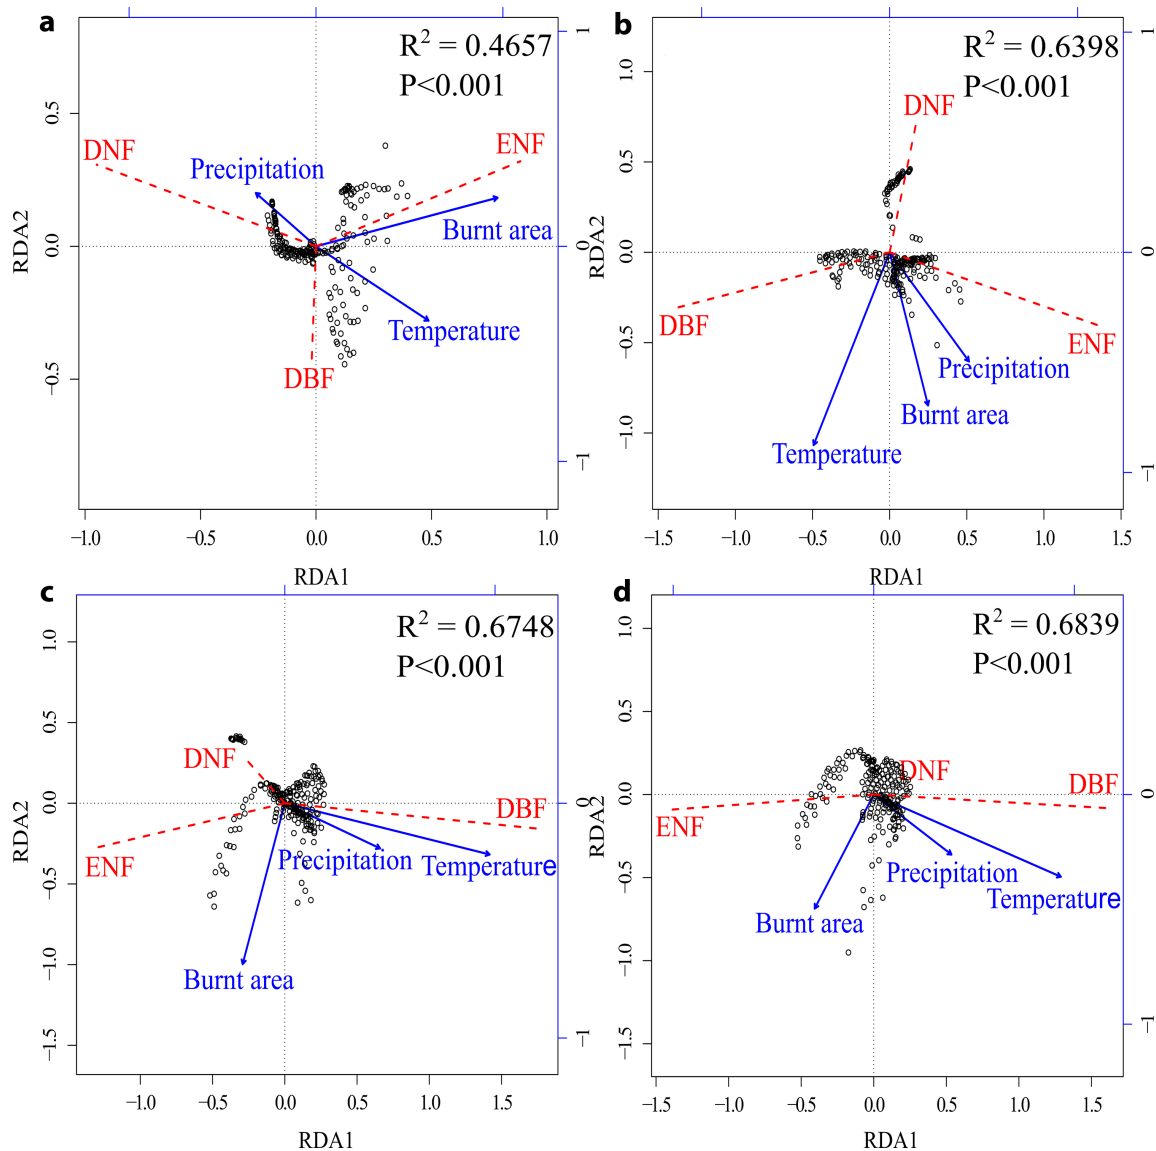 a
R² = 0.4657
P<0.001
DNF
ENF
Precipitation
Burnt area
Temperature
DBF
RDA2
0.5
0.0
−0.5
1
0
−1
−1.0
−0.5
0.0
0.5
1.0
RDA1
b
R² = 0.6398
P<0.001
DNF
DBF
ENF
Precipitation
Burnt area
Temperature
RDA2
1.0
0.5
0.0
−0.5
−1.0
1
0
−1
−1.5
−1.0
−0.5
0.0
0.5
1.0
1.5
RDA1
c
R² = 0.6748
P<0.001
DNF
DBF
ENF
Precipitation
Temperature
Burnt area
RDA2
1.0
0.5
0.0
−0.5
−1.0
−1.5
0
−1
−1.0
−0.5
0.0
0.5
1.0
1.5
RDA1
d
R² = 0.6839
P<0.001
DNF
DBF
ENF
Precipitation
Temperature
Burnt area
RDA2
1.0
0.5
0.0
−0.5
−1.0
−1.5
0
−1
−1.5
−1.0
−0.5
0.0
0.5
1.0
1.5
RDA1